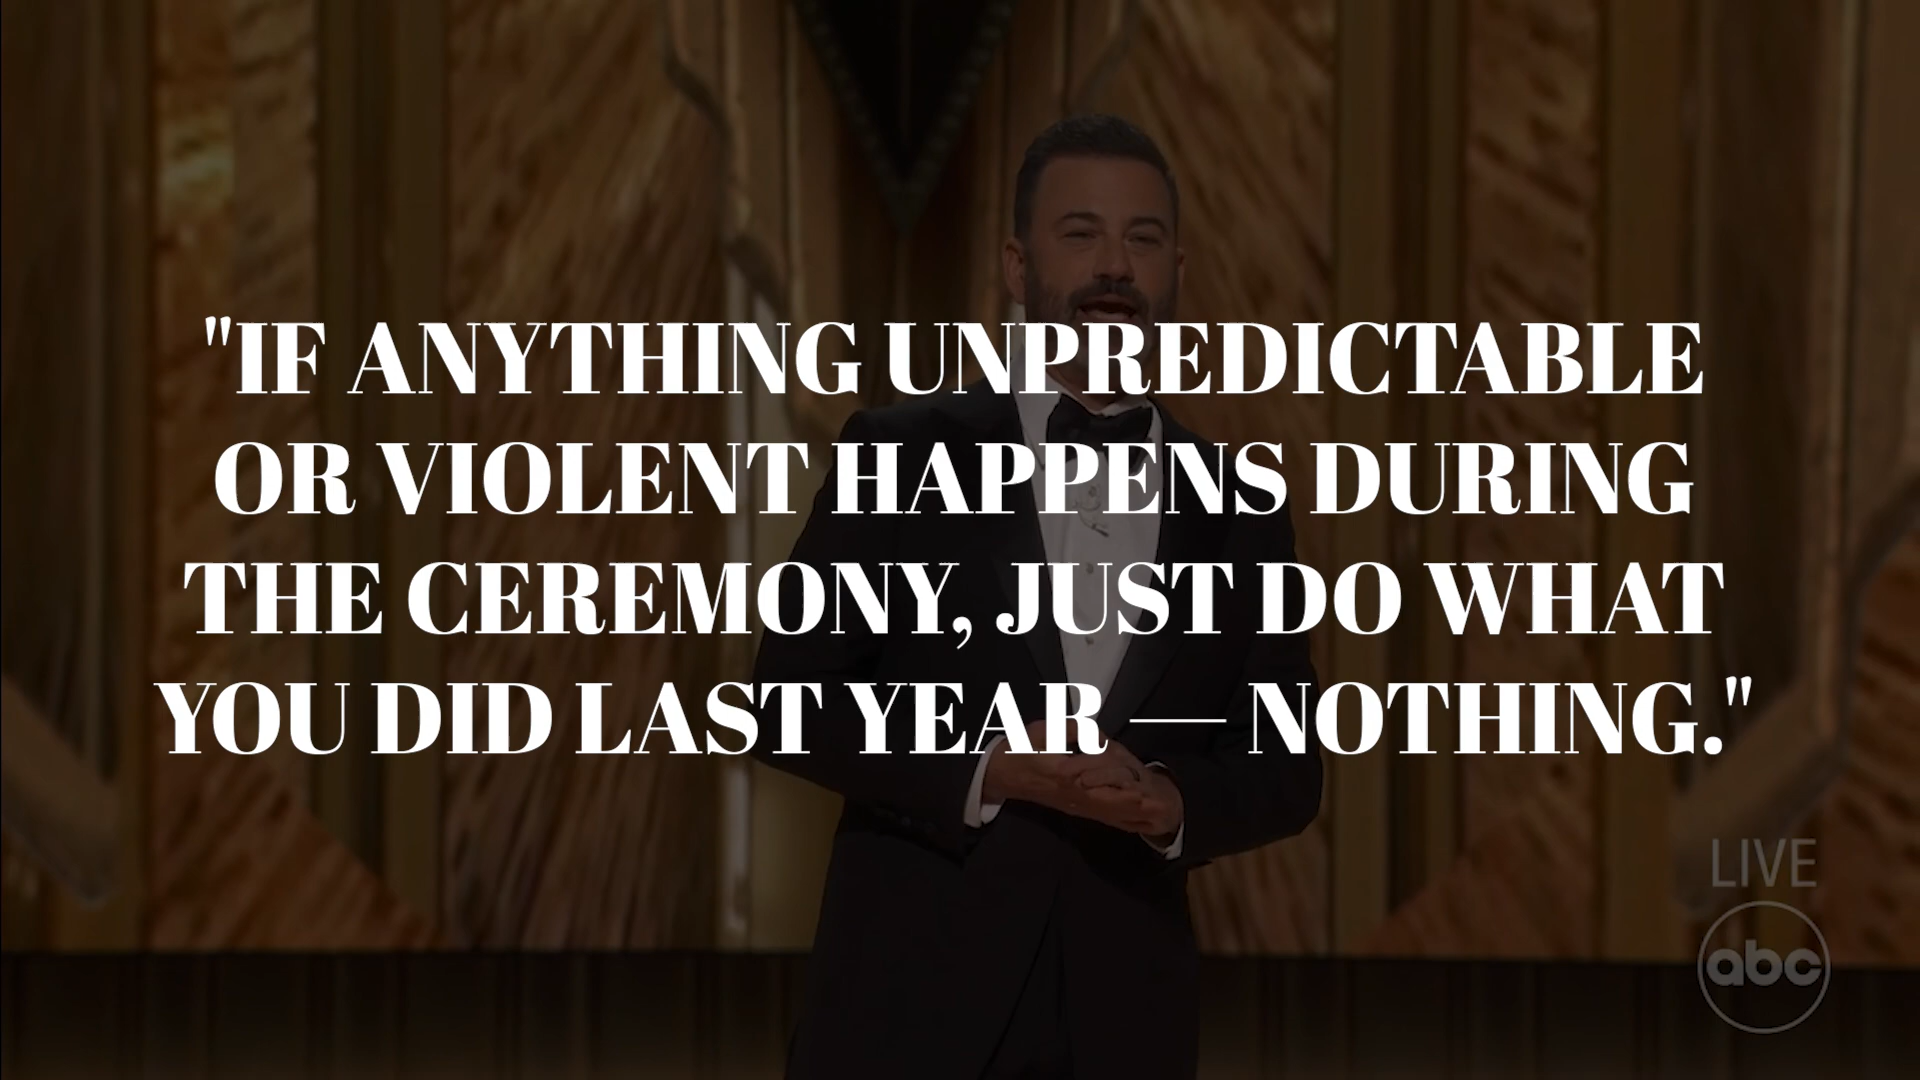 "IF ANYTHING UNPREDICTABLE
OR VIOLENT HAPPENS DURING
THE CEREMONY, JUST DO WHAT
YOU DID LAST YEAR — NOTHING."
LIVE
abc